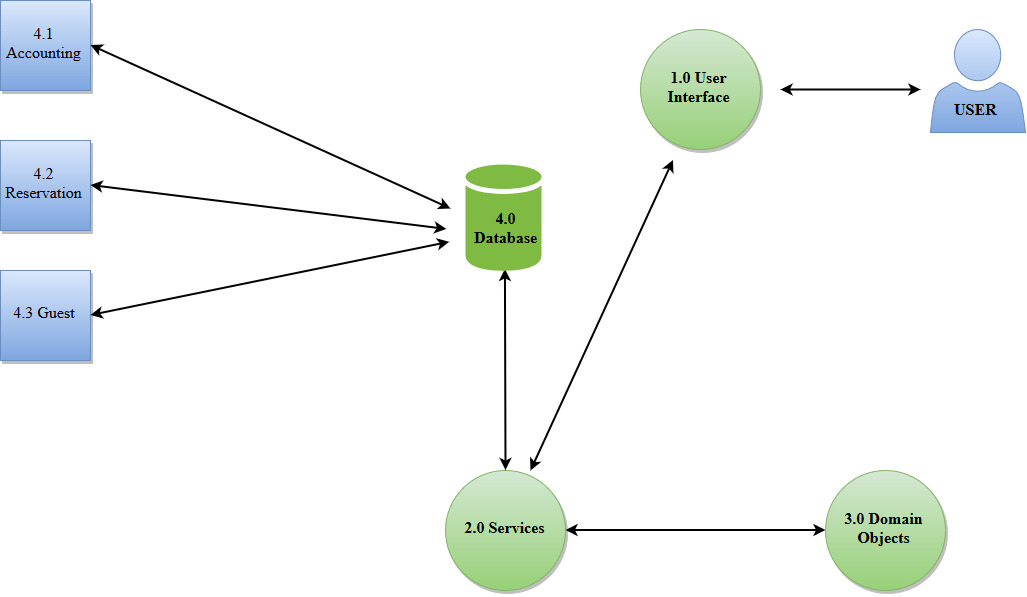 4.1
Accounting
1.0 User
Interface
USER
4.2
Reservation
4.0
Database
4.3 Guest
2.0 Services
3.0 Domain
Objects